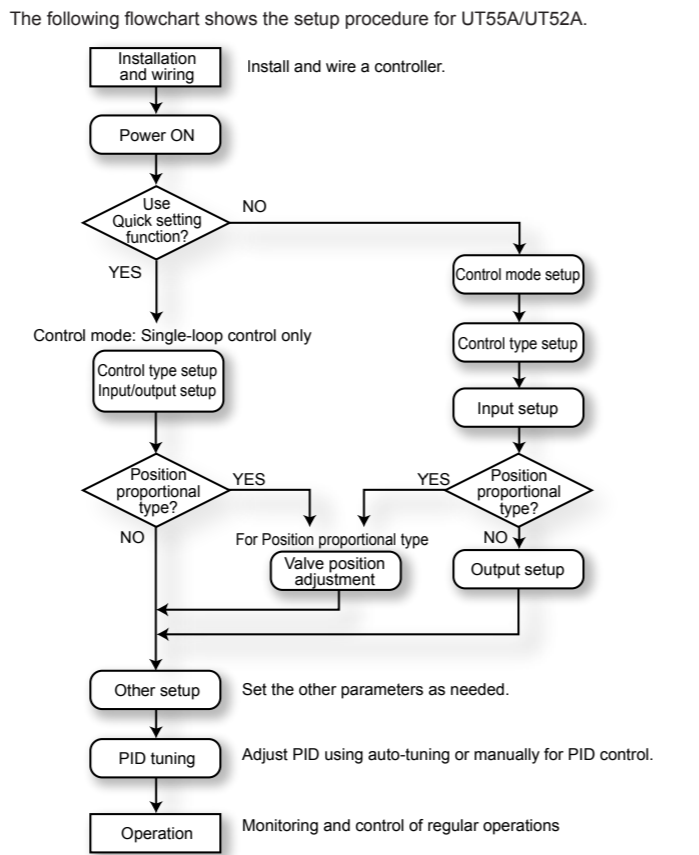 The following flowchart shows the setup procedure for UT55A/UT52A.
Installation
and wiring
Install and wire a controller.
Power ON
Use
Quick setting
function?
NO
YES
Control mode: Single-loop control only
Control type setup
Input/output setup
Control mode setup
Control type setup
Input setup
Position
proportional
type?
YES
NO
YES
Position
proportional
type?
NO
For Position proportional type
Valve position
adjustment
Output setup
Other setup
Set the other parameters as needed.
PID tuning
Adjust PID using auto-tuning or manually for PID control.
Operation
Monitoring and control of regular operations